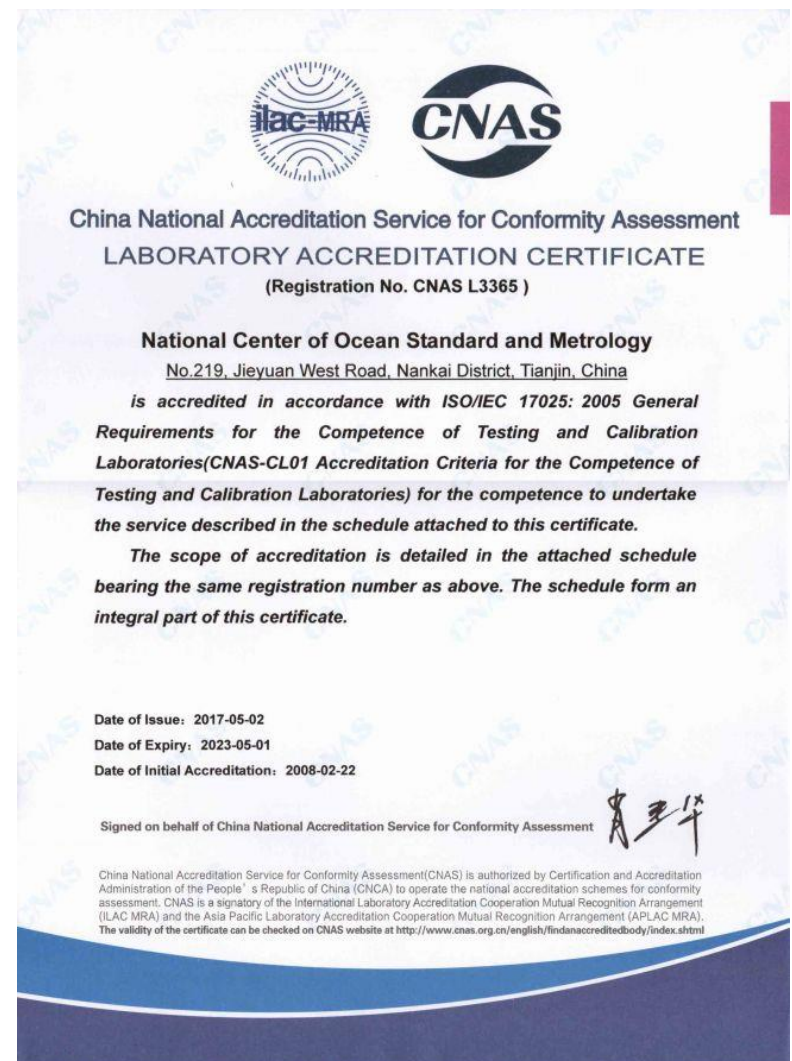 ilac-MRA
CNAS
China National Accreditation Service for Conformity Assessment
LABORATORY ACCREDITATION CERTIFICATE
(Registration No. CNAS L3365 )
National Center of Ocean Standard and Metrology
No.219, Jieyuan West Road, Nankai District, Tianjin, China
is accredited in accordance with ISO/IEC 17025: 2005 General
Requirements for the Competence of Testing and Calibration
Laboratories(CNAS-CL01 Accreditation Criteria for the Competence of
Testing and Calibration Laboratories) for the competence to undertake
the service described in the schedule attached to this certificate.
The scope of accreditation is detailed in the attached schedule
bearing the same registration number as above. The schedule form an
integral part of this certificate.
Date of Issue：2017-05-02
Date of Expiry：2023-05-01
Date of Initial Accreditation：2008-02-22
Signed on behalf of China National Accreditation Service for Conformity Assessment
China National Accreditation Service for Conformity Assessment(CNAS) is authorized by Certification and Accreditation
Administration of the People’s Republic of China (CNCA) to operate the national accreditation schemes for conformity
assessment. CNAS is a signatory of the International Laboratory Accreditation Cooperation Mutual Recognition Arrangement
(ILAC MRA) and the Asia Pacific Laboratory Accreditation Cooperation Mutual Recognition Arrangement (APLAC MRA).
The validity of the certificate can be checked on CNAS website at http://www.cnas.org.cn/english/findanaccreditedbody/index.shtml